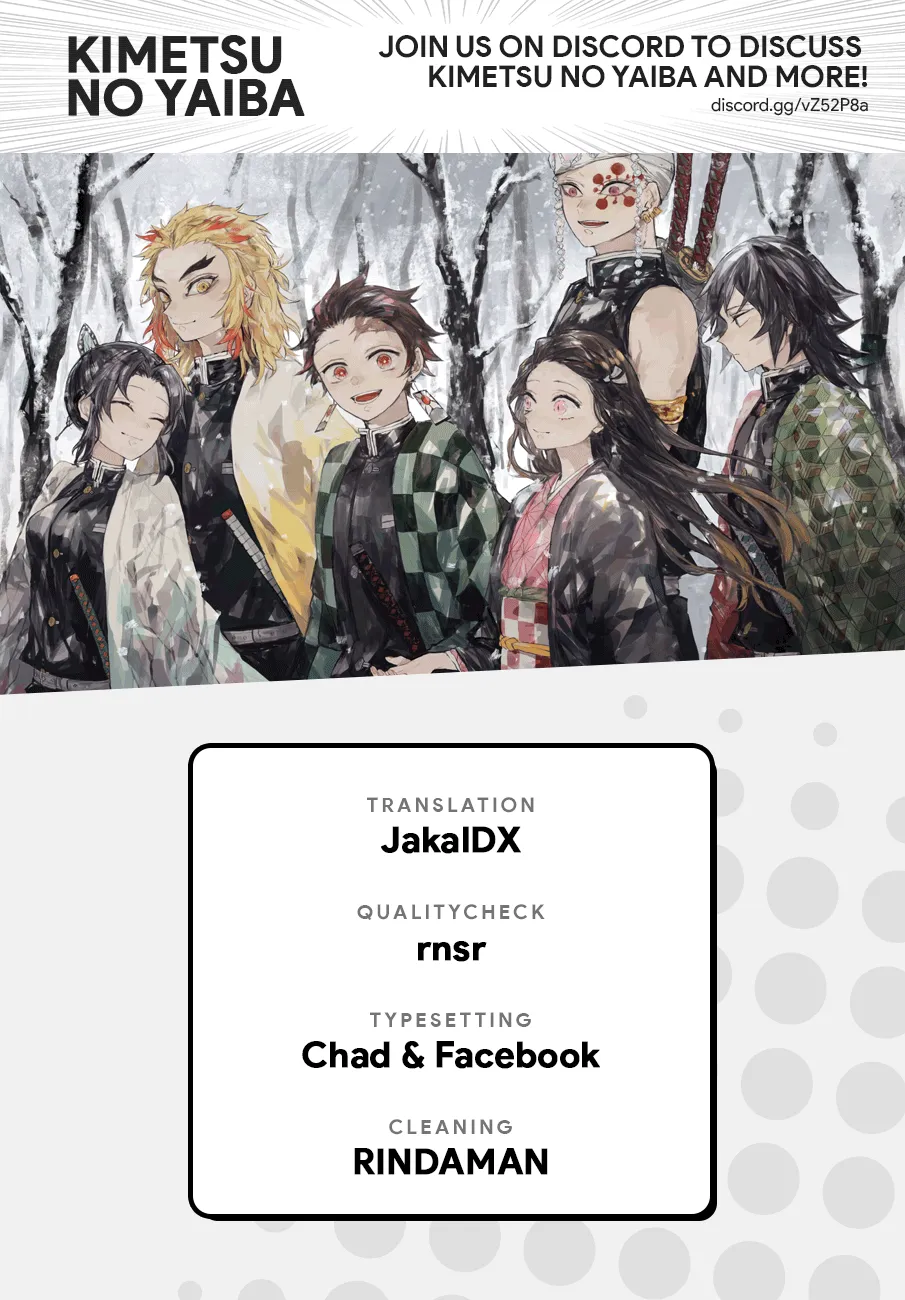 KIMETSU
NO YAIBA
JOIN US ON DISCORD TO DISCUSS
KIMETSU NO YAIBA AND MORE!
discord.gg/vZ52P8a
TRANSLATION
JakalDX
QUALITYCHECK
rnsr
TYPESETTING
Chad & Facebook
CLEANING
RINDAMAN